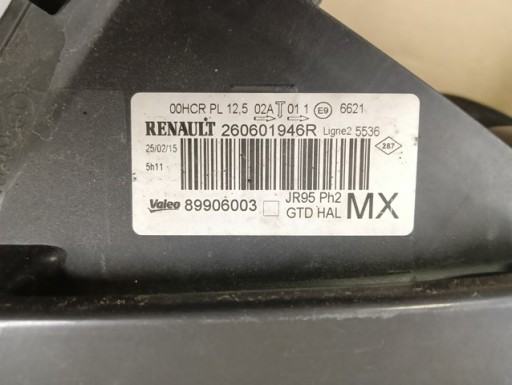 00HCR PL 12,5 02A 01 1 E9 6621
RENAULT 260601946R Ligne2 5536
25/02/15
287
5h11
Valeo 89906003 JR95 Ph2
GTD HAL MX